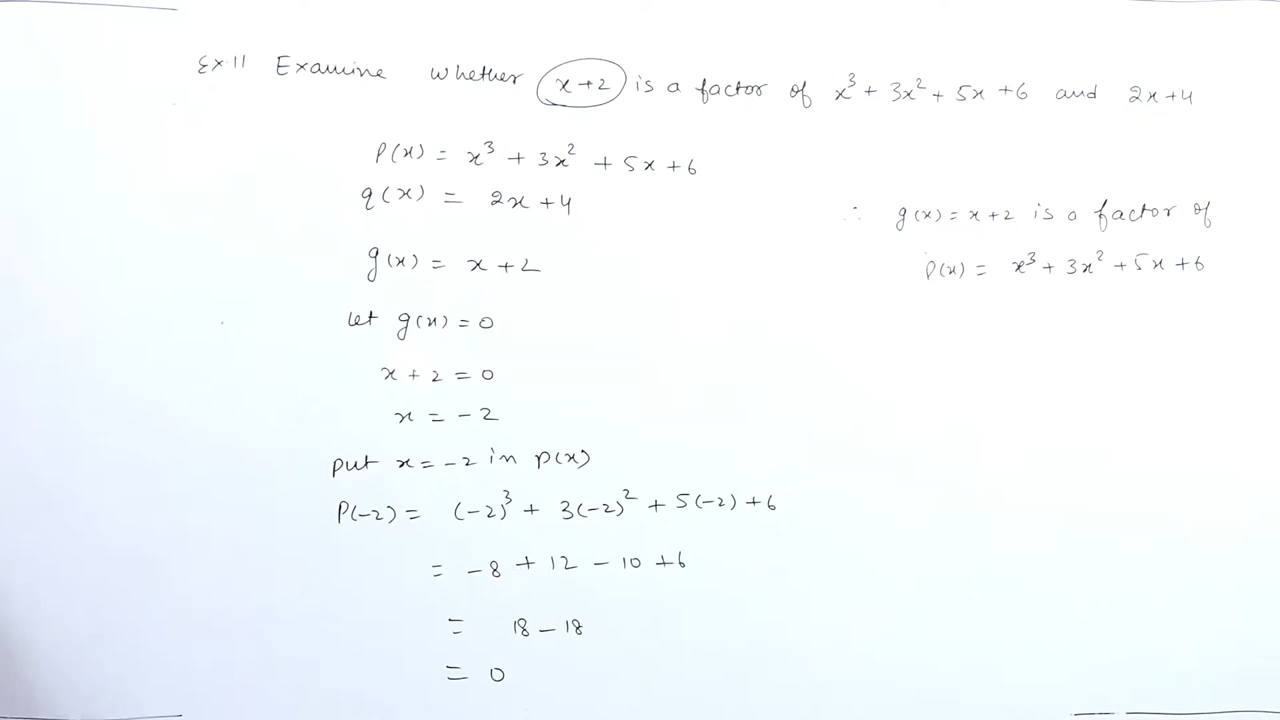 Ex.11 Examine whether x+2 is a factor of x³ + 3x² + 5x + 6 and 2x+4
P(x) = x³ + 3x² + 5x + 6
q(x) = 2x + 4
g(x) = x + 2
let g(x) = 0
x + 2 = 0
x = -2
put x = -2 in p(x)
P(-2) = (-2)³ + 3(-2)² + 5(-2) + 6
= -8 + 12 - 10 + 6
= 18 - 18
= 0
∴ g(x) = x+2 is a factor of
P(x) = x³ + 3x² + 5x + 6